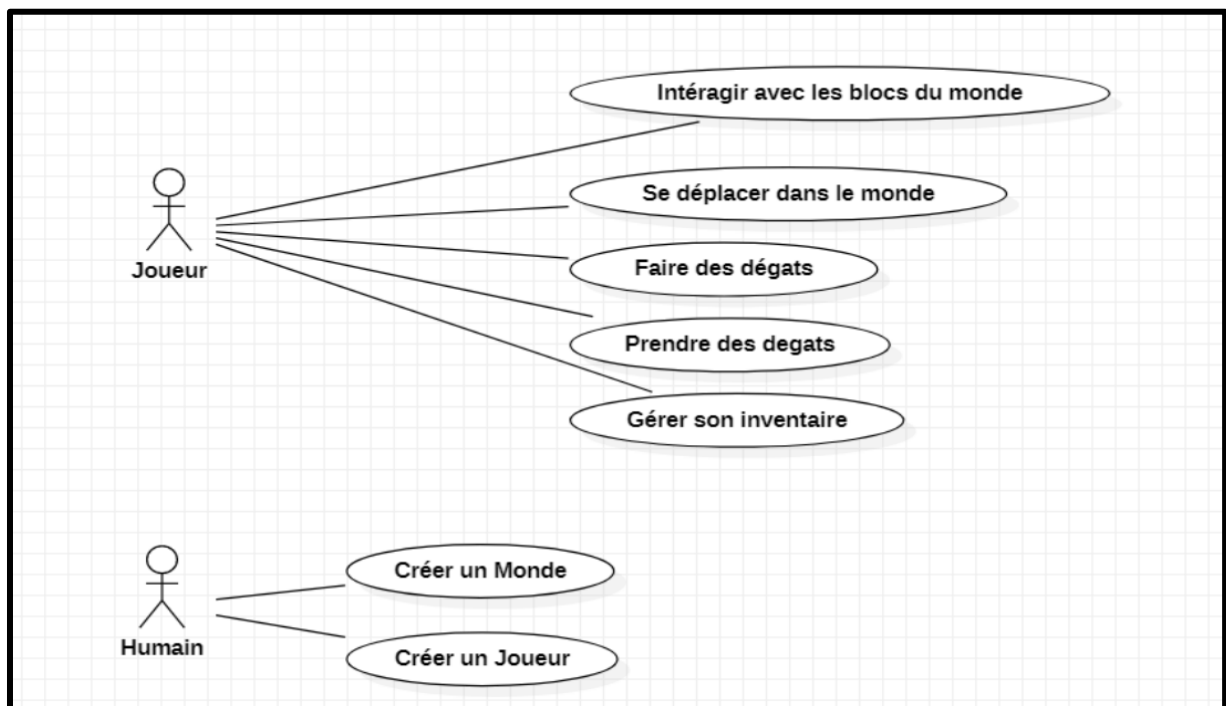 Intéragir avec les blocs du monde
Se déplacer dans le monde
Joueur
Faire des dégats
Prendre des degats
Gérer son inventaire
Créer un Monde
Humain
Créer un Joueur